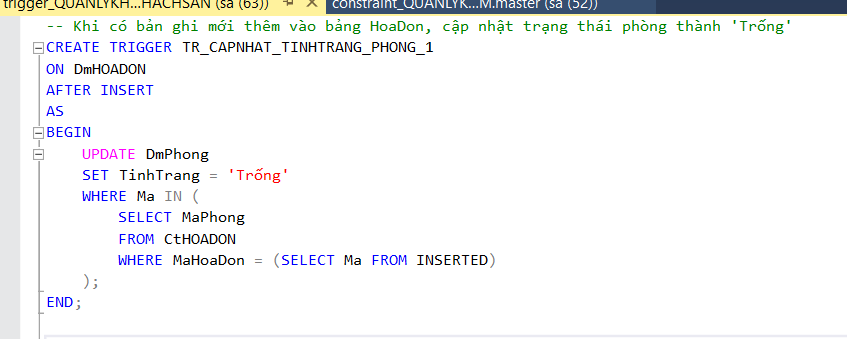 trigger_QUANLYKH...HACHSAN (sa (63))
constraint_QUANLYK...M.master (sa (52))
-- Khi có bản ghi mới thêm vào bảng HoaDon, cập nhật trạng thái phòng thành 'Trống'
CREATE TRIGGER TR_CAPNHAT_TINHTRANG_PHONG_1
ON DmHOADON
AFTER INSERT
AS
BEGIN
UPDATE DmPhong
SET TinhTrang = 'Trống'
WHERE Ma IN (
SELECT MaPhong
FROM CtHOADON
WHERE MaHoaDon = (SELECT Ma FROM INSERTED)
);
END;